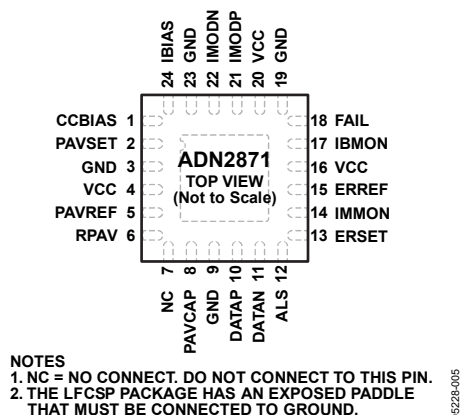 24 IBIAS
23 GND
22 IMODN
21 IMODP
20 VCC
19 GND
CCBIAS 1
PAVSET 2
GND 3
VCC 4
PAVREF 5
RPAV 6
ADN2871
TOP VIEW
(Not to Scale)
18 FAIL
17 IBMON
16 VCC
15 ERREF
14 IMMON
13 ERSET
NC 7
PAVCAP 8
GND 9
DATAP 10
DATAN 11
ALS 12
NOTES
1. NC = NO CONNECT. DO NOT CONNECT TO THIS PIN.
2. THE LFCSP PACKAGE HAS AN EXPOSED PADDLE
THAT MUST BE CONNECTED TO GROUND.
5228-005